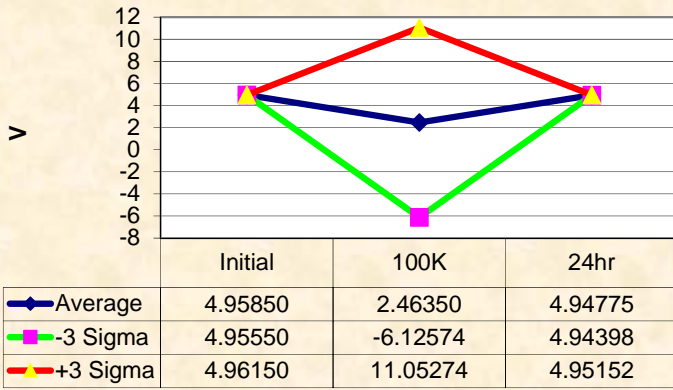 12
10
8
6
4
2
0
-2
-4
-6
-8
V
Initial 100K 24hr
Average 4.95850 2.46350 4.94775
-3 Sigma 4.95550 -6.12574 4.94398
+3 Sigma 4.96150 11.05274 4.95152